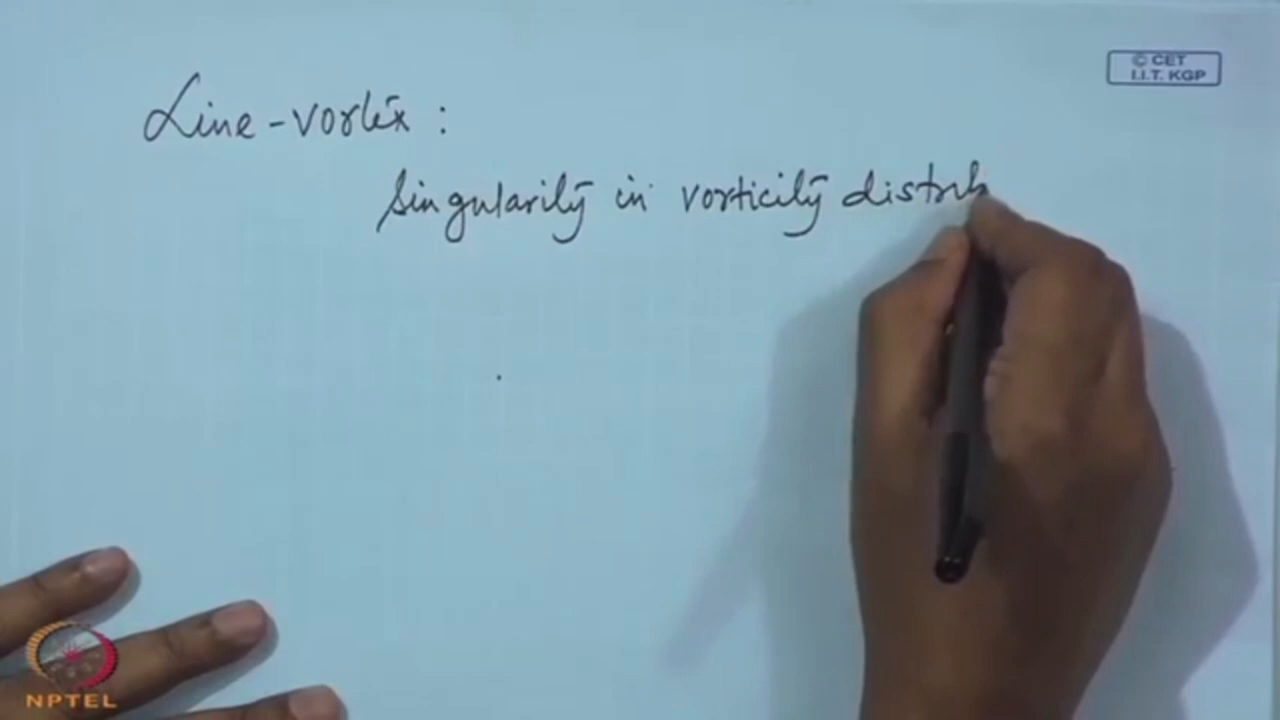 © CET
I.I.T. KGP
Line-vortex :
Singularity in vorticity distrib
NPTEL